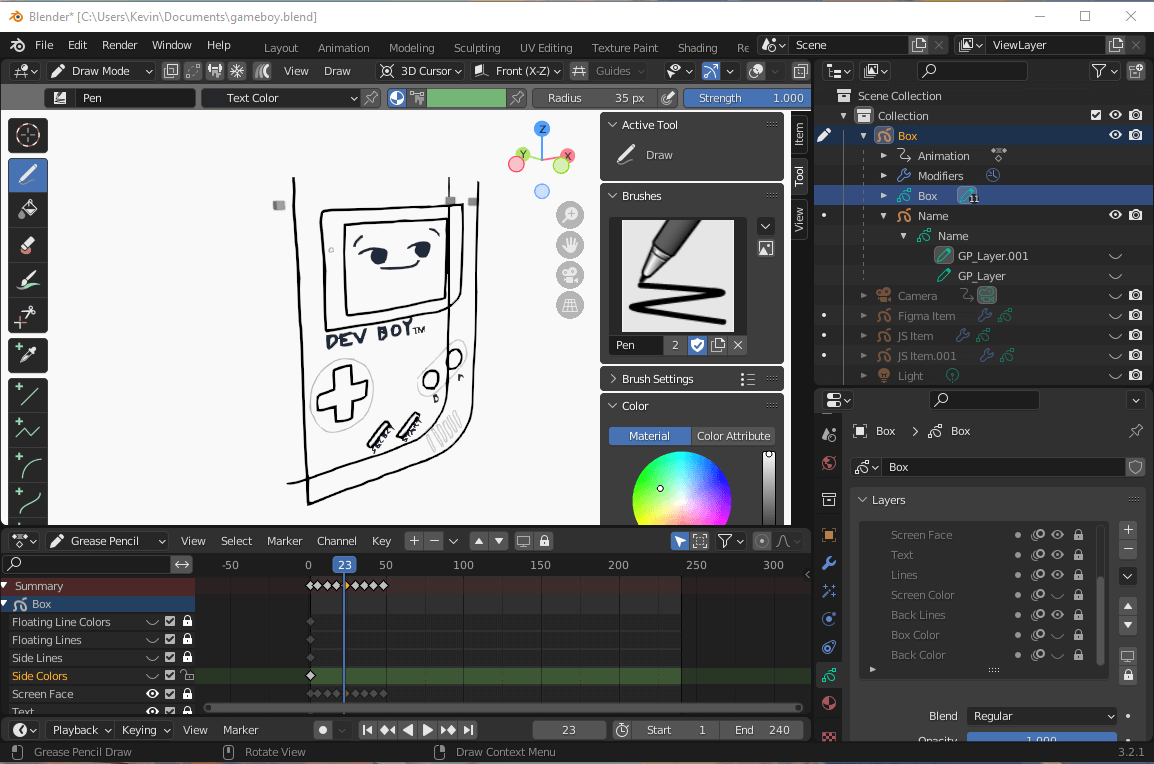 Blender* [C:\Users\Kevin\Documents\gameboy.blend]
File Edit Render Window Help Layout Animation Modeling Sculpting UV Editing Texture Paint Shading Re Scene ViewLayer
Draw Mode View Draw 3D Cursor Front (X-Z) Guides
Pen Text Color Radius 35 px Strength 1.000
Z
Y X
DEV BOY TM
SELECT START
Active Tool
Draw
Brushes
Pen 2
Brush Settings
Color
Material Color Attribute
Item
Tool
View
Scene Collection
Collection
Box
Animation
Modifiers
Box 11
Name
Name
GP_Layer.001
GP_Layer
Camera
Figma Item
JS Item
JS Item.001
Light
Box Box
Box
Layers
Screen Face
Text
Lines
Screen Color
Back Lines
Box Color
Back Color
Blend Regular
Opacity 1.000
Grease Pencil View Select Marker Channel Key
-50 0 23 50 100 150 200 250 300
Summary
Box
Floating Line Colors
Floating Lines
Side Lines
Side Colors
Screen Face
Text
Playback Keying View Marker 23 Start 1 End 240
Grease Pencil Draw Rotate View Draw Context Menu 3.2.1